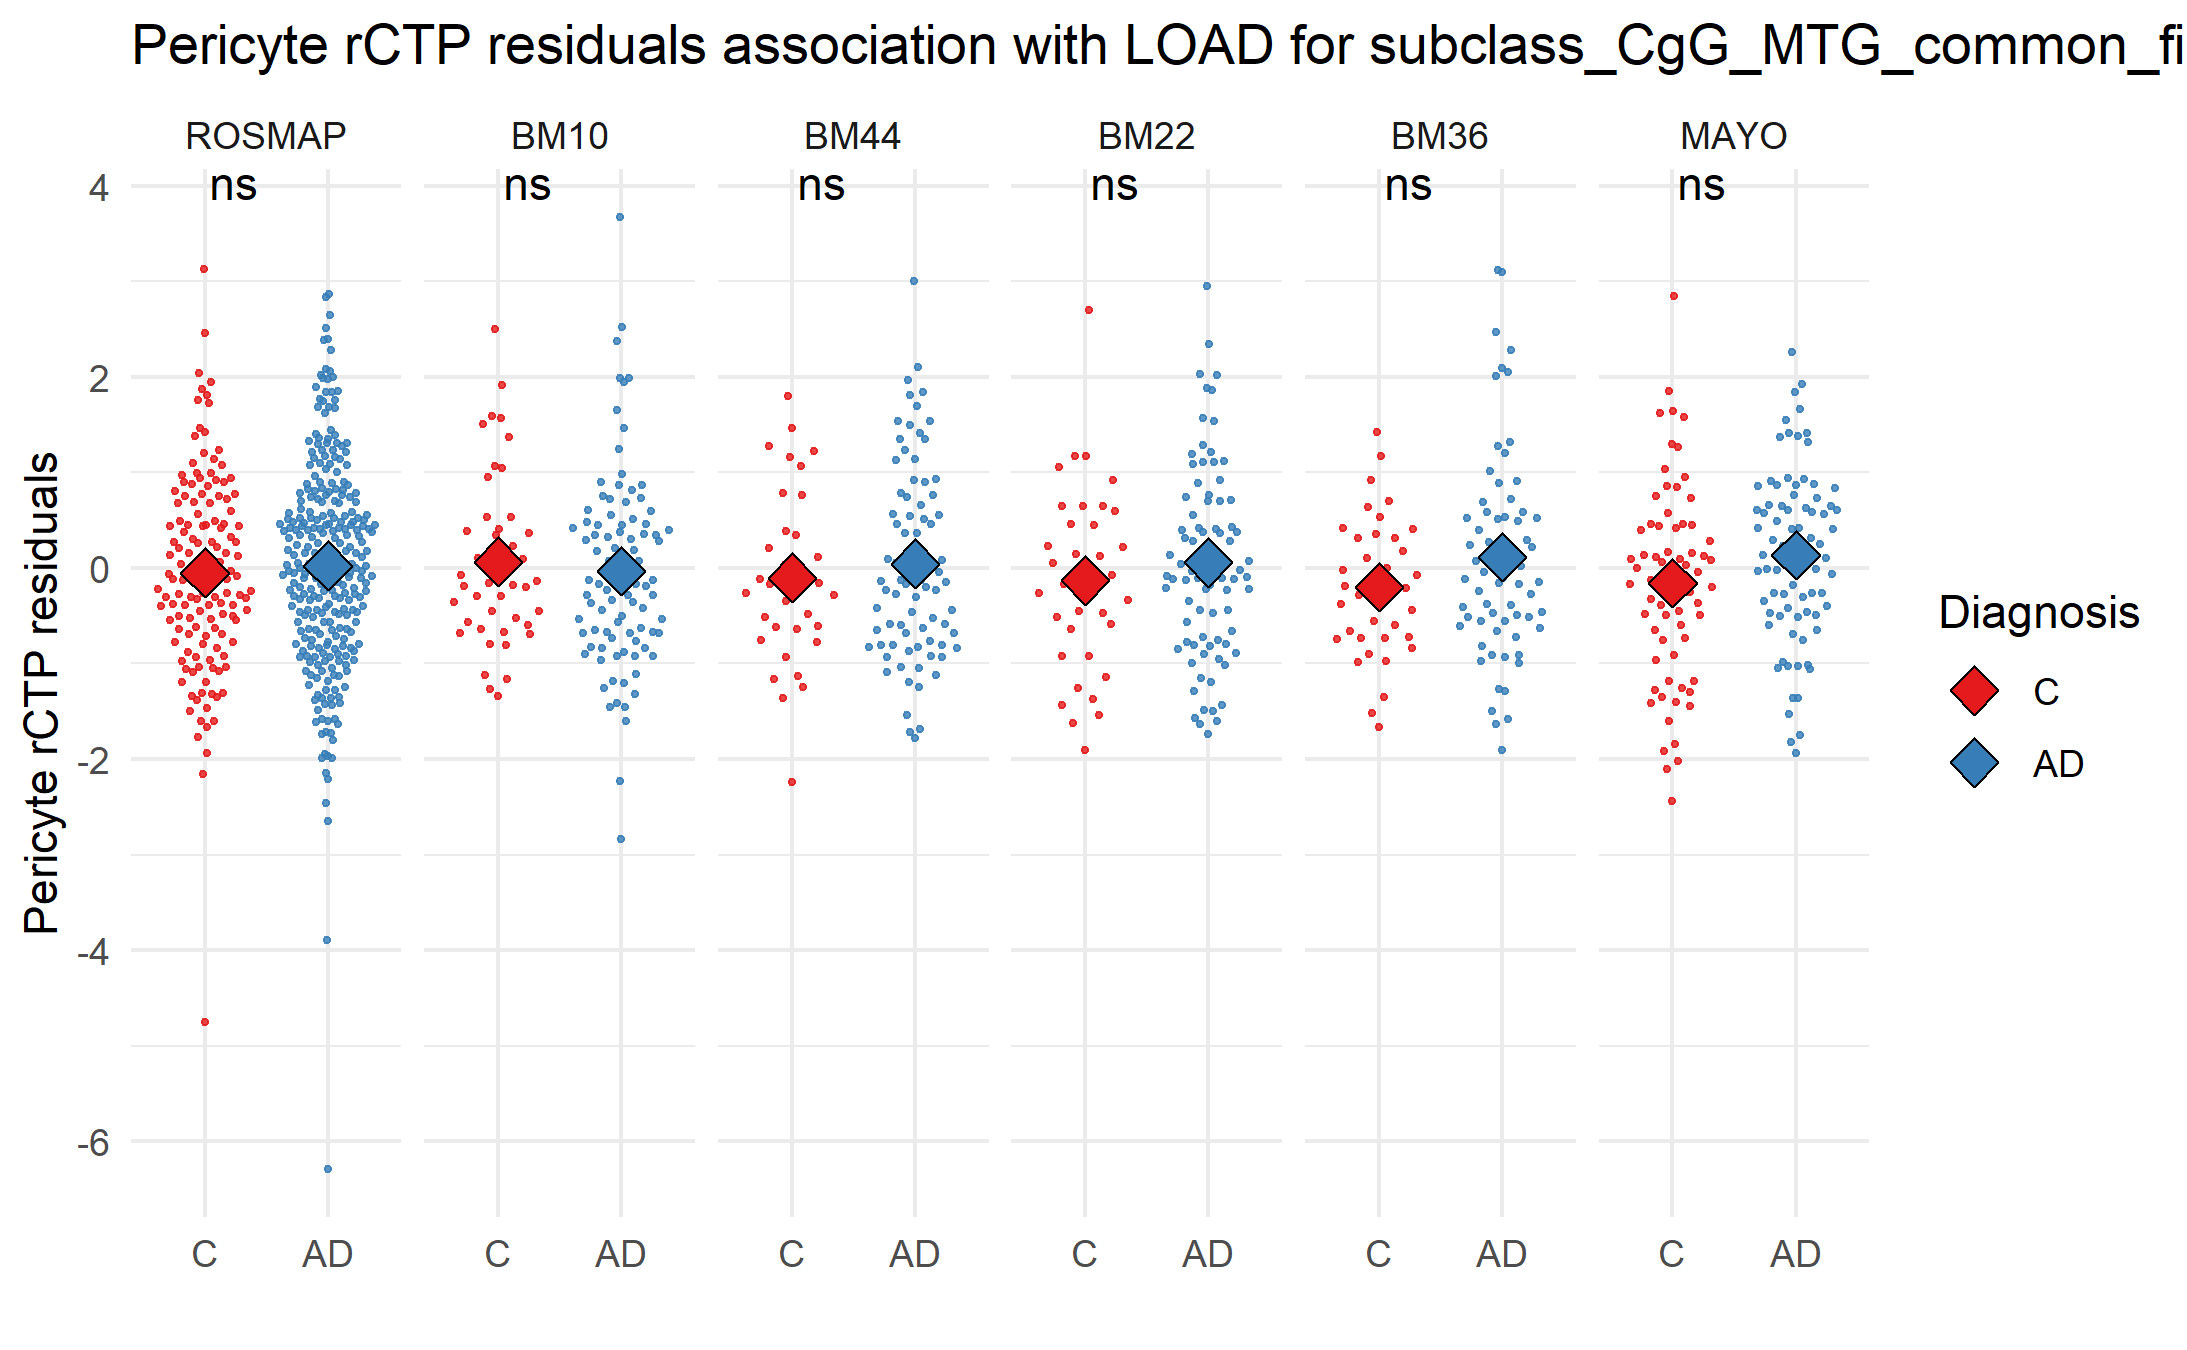 Pericyte rCTP residuals association with LOAD for subclass_CgG_MTG_common_fi
ROSMAP BM10 BM44 BM22 BM36 MAYO
ns ns ns ns ns ns
4
2
0
-2
-4
-6
Pericyte rCTP residuals
C AD C AD C AD C AD C AD C AD
Diagnosis
C
AD